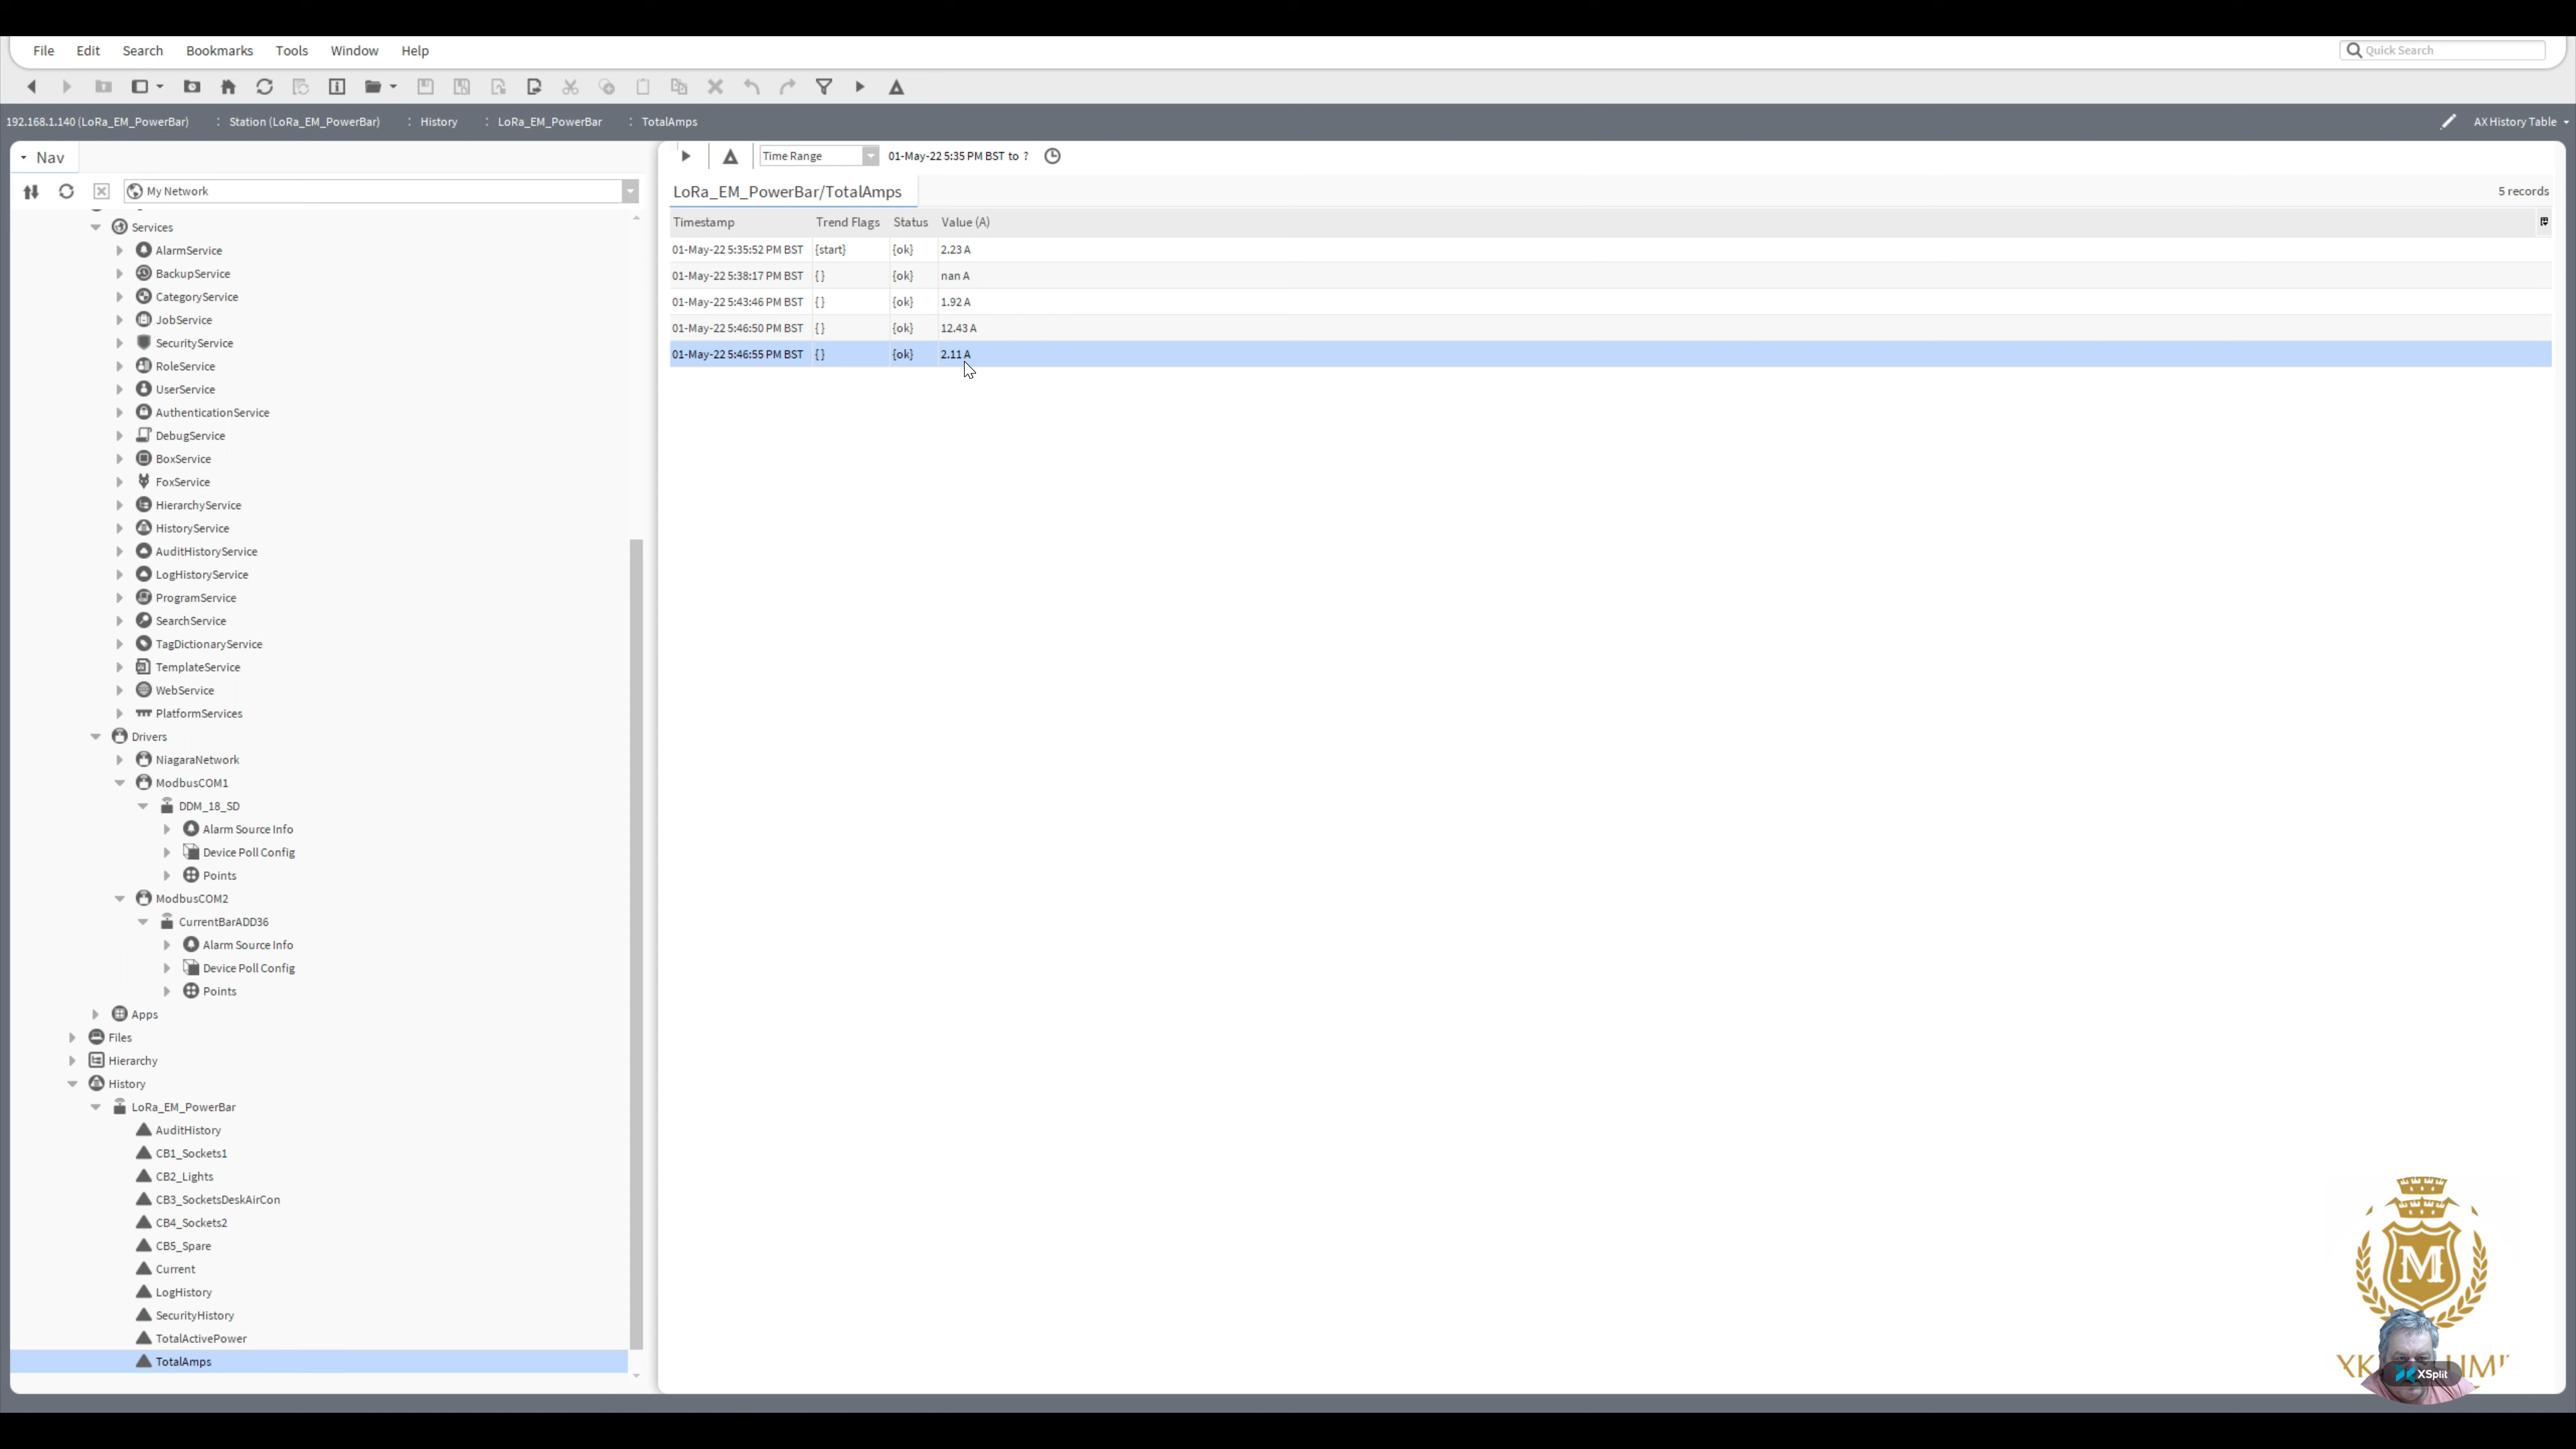 File Edit Search Bookmarks Tools Window Help
Quick Search
192.168.1.140 (LoRa_EM_PowerBar) : Station (LoRa_EM_PowerBar) : History : LoRa_EM_PowerBar : TotalAmps
AX History Table
Nav
My Network
Services
AlarmService
BackupService
CategoryService
JobService
SecurityService
RoleService
UserService
AuthenticationService
DebugService
BoxService
FoxService
HierarchyService
HistoryService
AuditHistoryService
LogHistoryService
ProgramService
SearchService
TagDictionaryService
TemplateService
WebService
PlatformServices
Drivers
NiagaraNetwork
ModbusCOM1
DDM_18_SD
Alarm Source Info
Device Poll Config
Points
ModbusCOM2
CurrentBarADD36
Alarm Source Info
Device Poll Config
Points
Apps
Files
Hierarchy
History
LoRa_EM_PowerBar
AuditHistory
CB1_Sockets1
CB2_Lights
CB3_SocketsDeskAirCon
CB4_Sockets2
CB5_Spare
Current
LogHistory
SecurityHistory
TotalActivePower
TotalAmps
Time Range 01-May-22 5:35 PM BST to ?
LoRa_EM_PowerBar/TotalAmps 5 records
Timestamp Trend Flags Status Value (A)
01-May-22 5:35:52 PM BST {start} {ok} 2.23 A
01-May-22 5:38:17 PM BST { } {ok} nan A
01-May-22 5:43:46 PM BST { } {ok} 1.92 A
01-May-22 5:46:50 PM BST { } {ok} 12.43 A
01-May-22 5:46:55 PM BST { } {ok} 2.11 A
M
XSplit